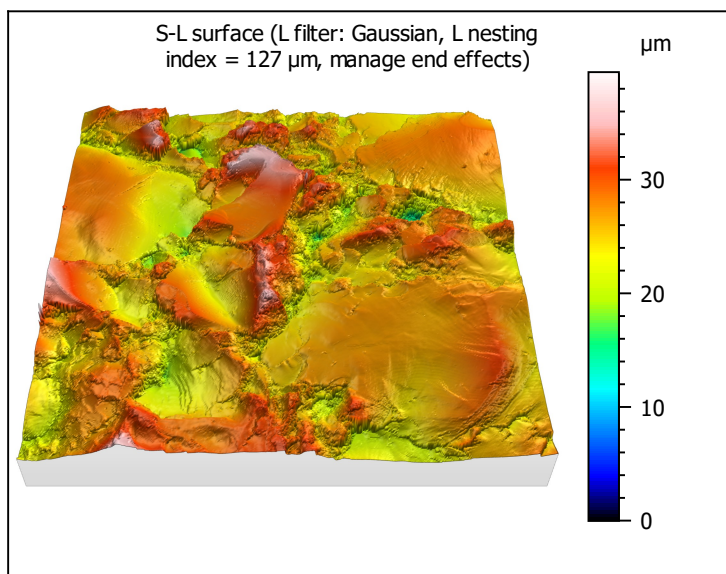 S-L surface (L filter: Gaussian, L nesting
index = 127 µm, manage end effects)
µm
30
20
10
0